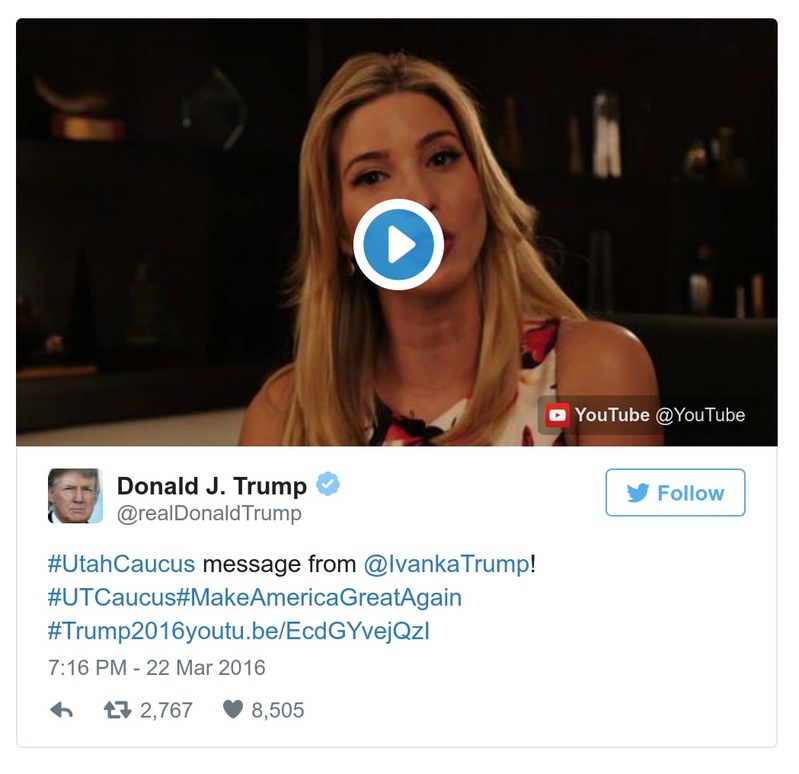 YouTube @YouTube
Donald J. Trump
@realDonaldTrump
Follow
#UtahCaucus message from @IvankaTrump!
#UTCaucus#MakeAmericaGreatAgain
#Trump2016youtu.be/EcdGYvejQzI
7:16 PM - 22 Mar 2016
2,767 8,505